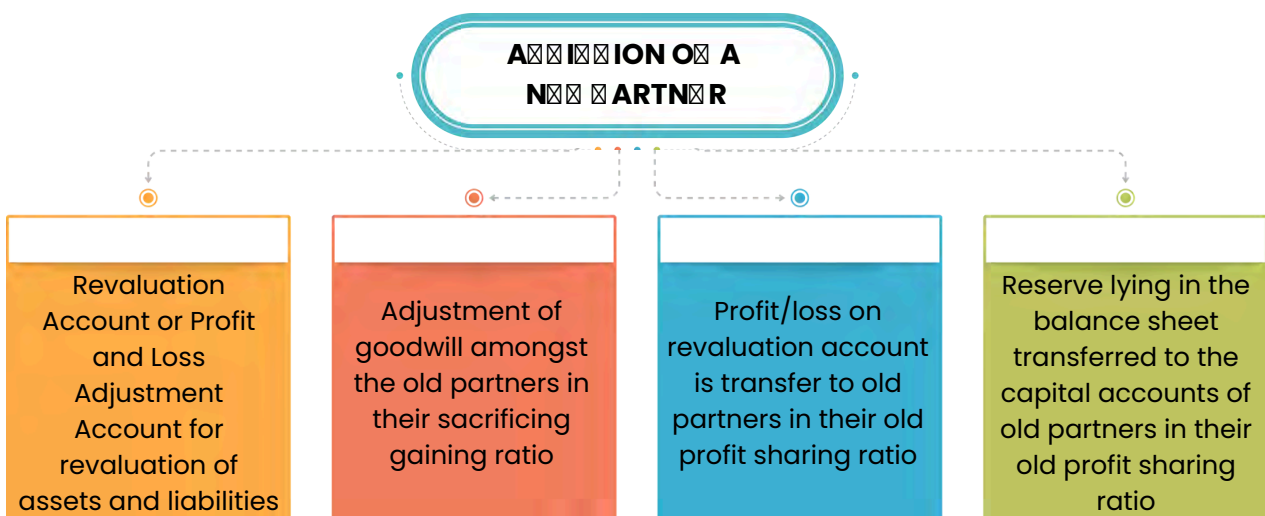 A
Revaluation
Account or Profit
and Loss
Adjustment
Account for
revaluation of
assets and liabilities
Adjustment of
goodwill amongst
the old partners in
their sacrificing
gaining ratio
Profit/loss on
revaluation account
is transfer to old
partners in their old
profit sharing ratio
Reserve lying in the
balance sheet
transferred to the
capital accounts of
old partners in their
old profit sharing
ratio